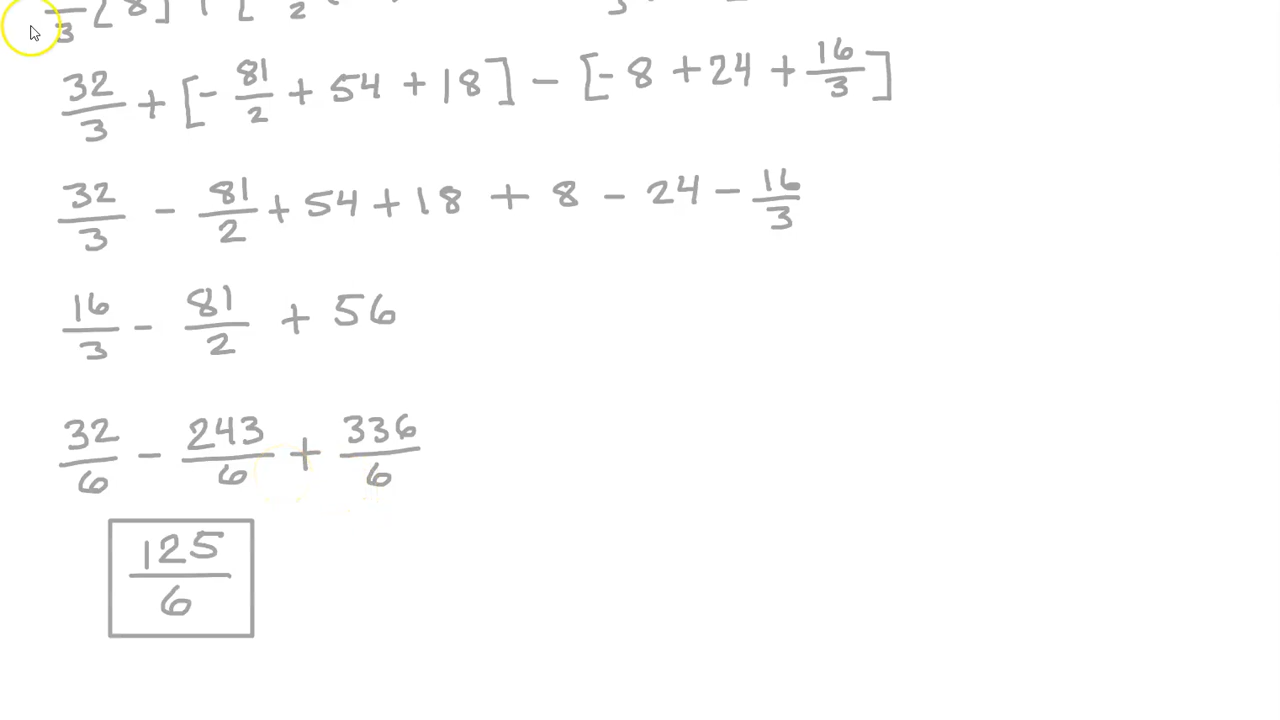 32/3 + [- 81/2 + 54 + 18] - [- 8 + 24 + 16/3]
32/3 - 81/2 + 54 + 18 + 8 - 24 - 16/3
16/3 - 81/2 + 56
32/6 - 243/6 + 336/6
125/6